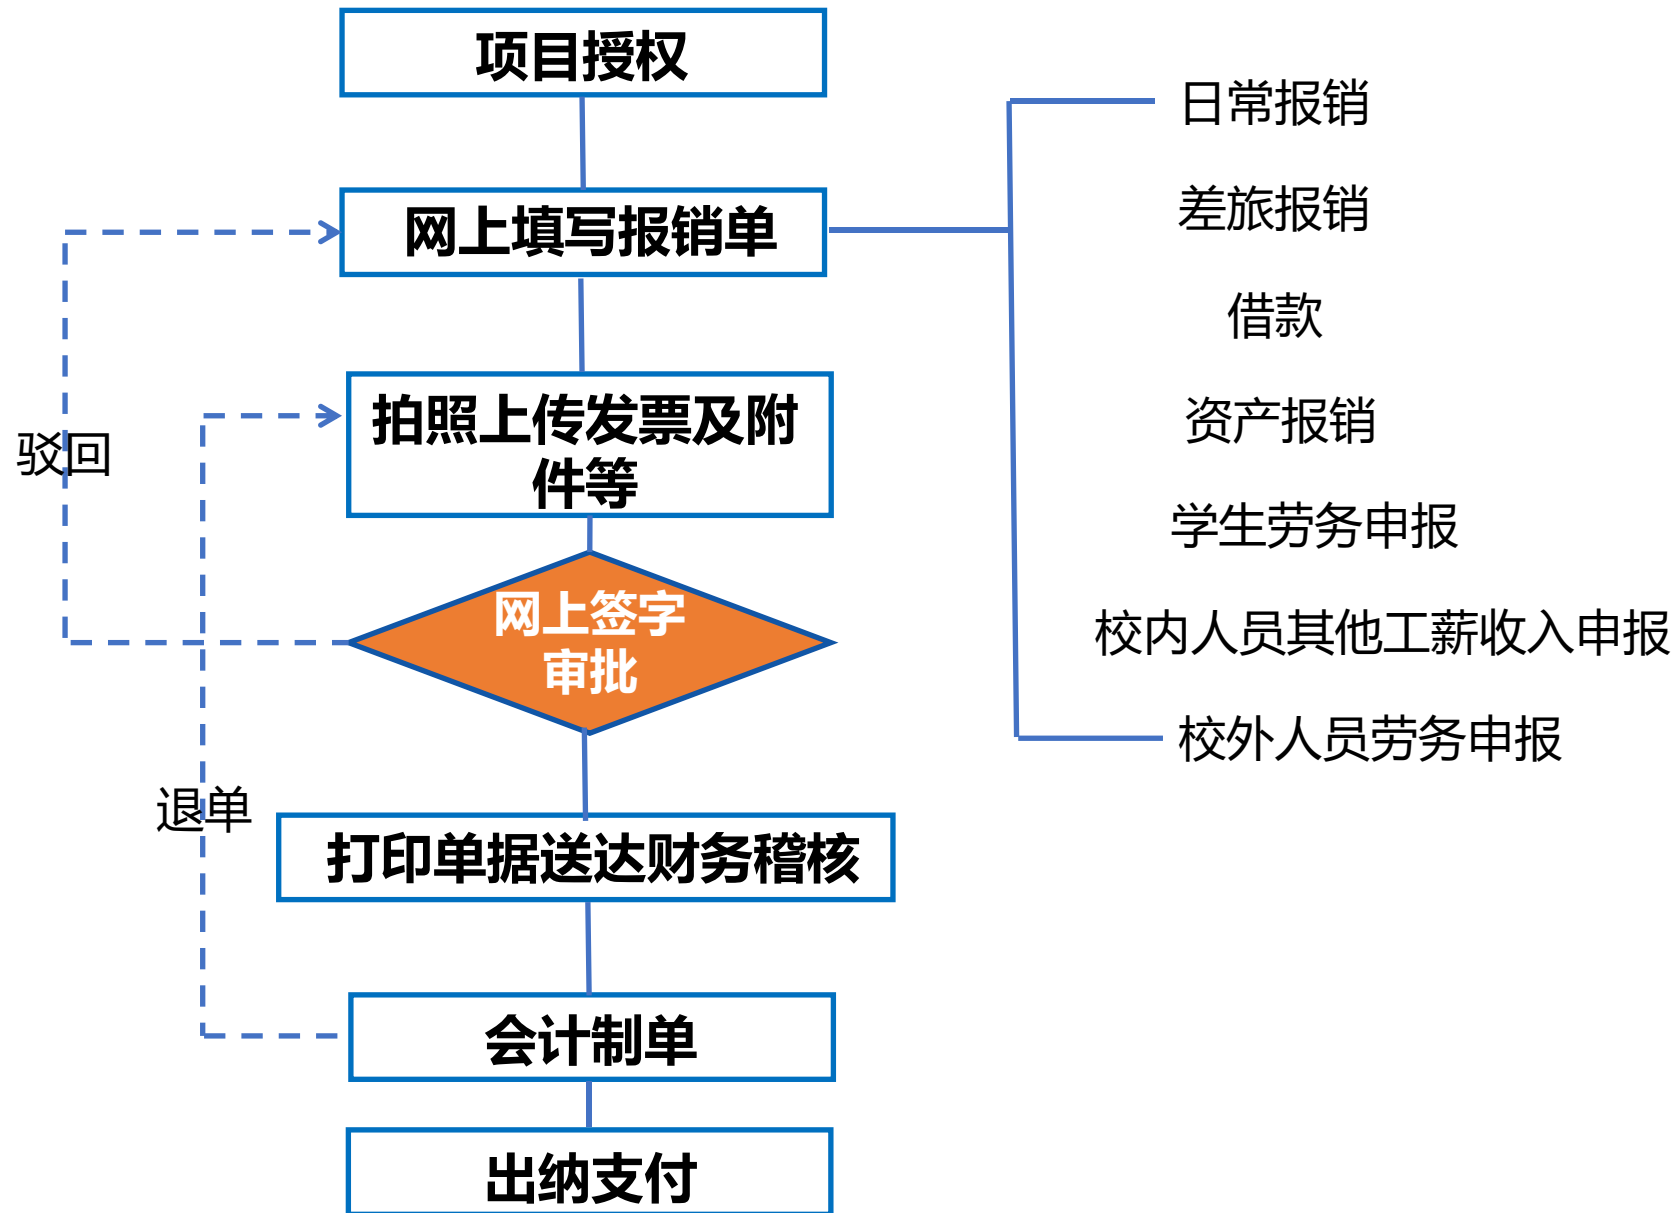 项目授权
网上填写报销单
拍照上传发票及附
件等
网上签字
审批
打印单据送达财务稽核
会计制单
出纳支付
驳回
退单
日常报销
差旅报销
借款
资产报销
学生劳务申报
校内人员其他工薪收入申报
校外人员劳务申报